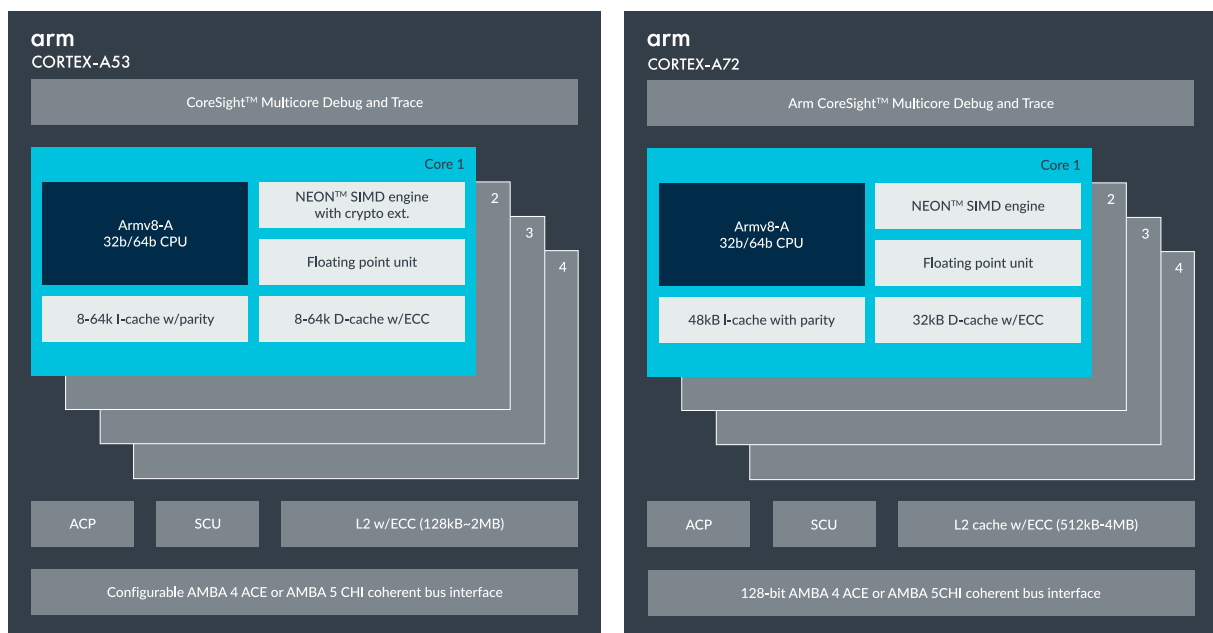 arm
CORTEX-A53
CoreSight™ Multicore Debug and Trace
Core 1
Armv8-A
32b/64b CPU
NEON™ SIMD engine
with crypto ext.
Floating point unit
8-64k I-cache w/parity
8-64k D-cache w/ECC
2
3
4
ACP
SCU
L2 w/ECC (128kB~2MB)
Configurable AMBA 4 ACE or AMBA 5 CHI coherent bus interface
arm
CORTEX-A72
Arm CoreSight™ Multicore Debug and Trace
Core 1
Armv8-A
32b/64b CPU
NEON™ SIMD engine
Floating point unit
48kB I-cache with parity
32kB D-cache w/ECC
2
3
4
ACP
SCU
L2 cache w/ECC (512kB-4MB)
128-bit AMBA 4 ACE or AMBA 5CHI coherent bus interface